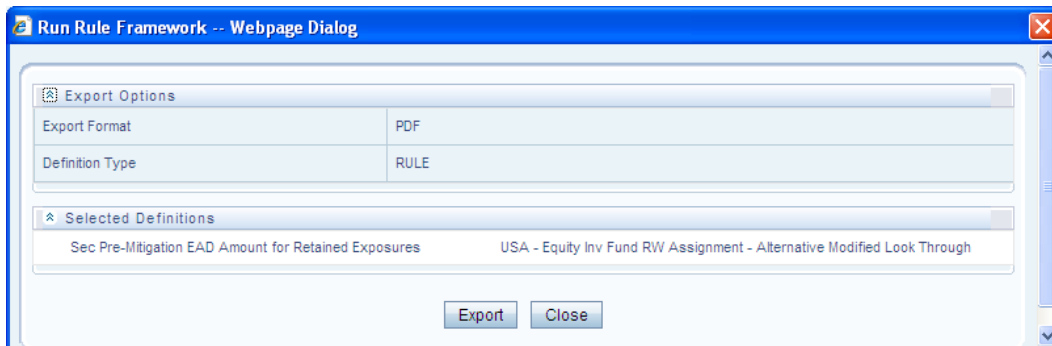 Run Rule Framework -- Webpage Dialog
Export Options
Export Format PDF
Definition Type RULE
Selected Definitions
Sec Pre-Mitigation EAD Amount for Retained Exposures USA - Equity Inv Fund RW Assignment - Alternative Modified Look Through
Export Close